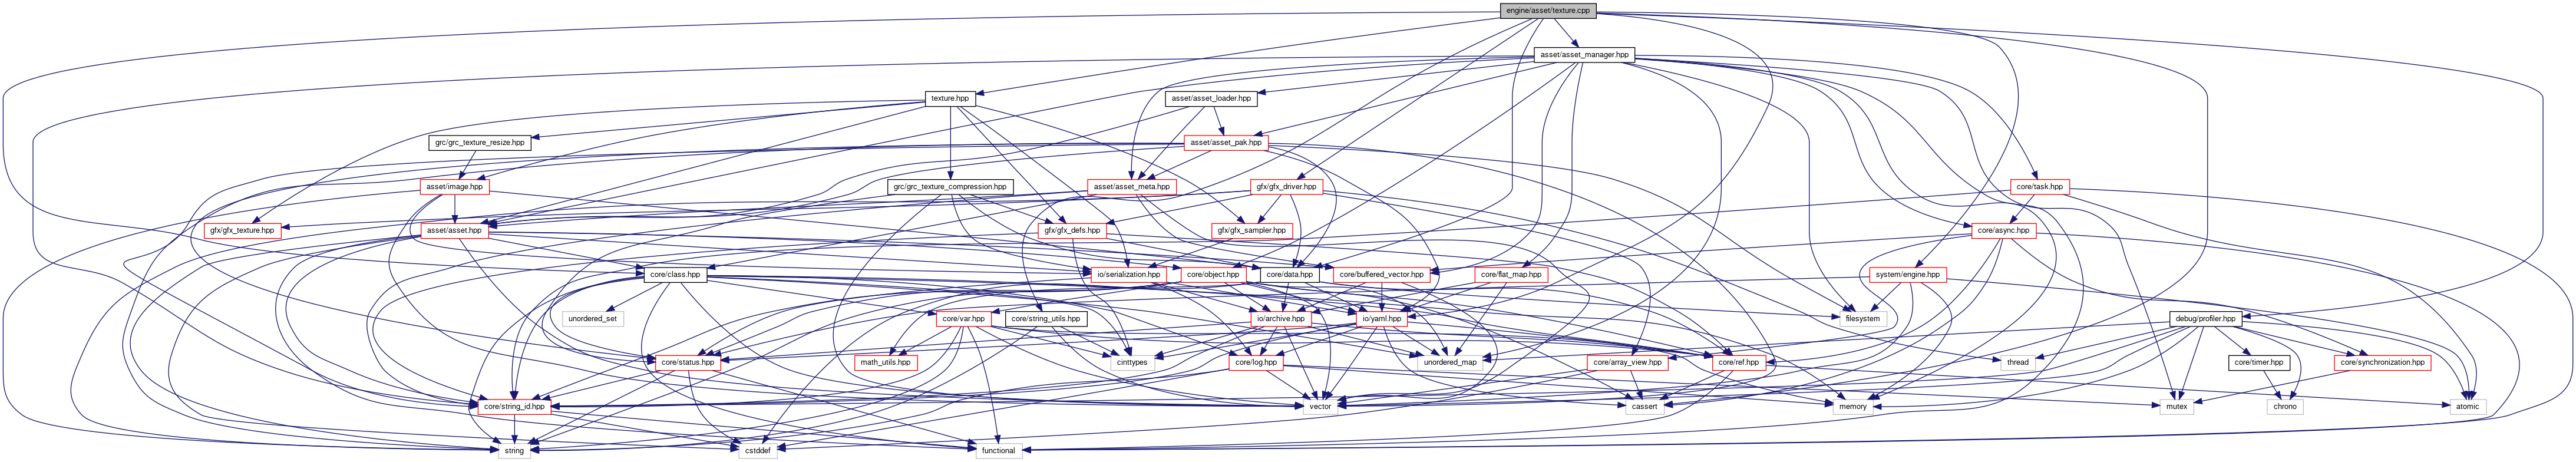 engine/asset/texture.cpp
asset/asset_manager.hpp
texture.hpp
asset/asset_loader.hpp
grc/grc_texture_resize.hpp
asset/asset_pak.hpp
asset/image.hpp
grc/grc_texture_compression.hpp
asset/asset_meta.hpp
gfx/gfx_driver.hpp
core/task.hpp
gfx/gfx_texture.hpp
asset/asset.hpp
gfx/gfx_defs.hpp
gfx/gfx_sampler.hpp
core/async.hpp
core/class.hpp
io/serialization.hpp
core/object.hpp
core/data.hpp
core/buffered_vector.hpp
core/flat_map.hpp
system/engine.hpp
unordered_set
core/var.hpp
core/string_utils.hpp
io/archive.hpp
io/yaml.hpp
filesystem
debug/profiler.hpp
core/status.hpp
math_utils.hpp
cinttypes
core/log.hpp
unordered_map
core/array_view.hpp
core/ref.hpp
thread
core/timer.hpp
core/synchronization.hpp
core/string_id.hpp
vector
cassert
memory
mutex
chrono
atomic
string
cstddef
functional